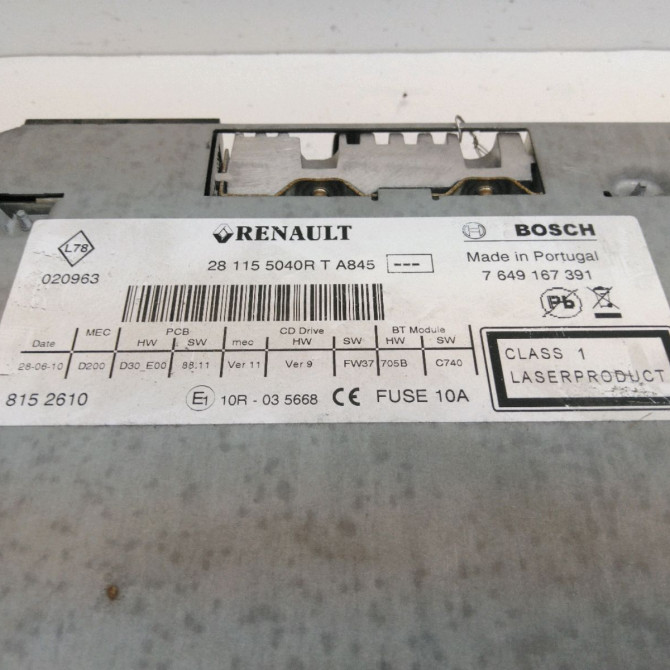 RENAULT
BOSCH
L78
020963
28 115 5040R T A845 ---
Made in Portugal
7 649 167 391
Pb
MEC PCB CD Drive BT Module
Date HW SW mec HW SW HW SW
28-06-10 D200 D30_E00 88:11 Ver 11 Ver 9 FW37 705B C740
CLASS 1
LASERPRODUCT
815 2610 E1 10R - 03 5668 CE FUSE 10A